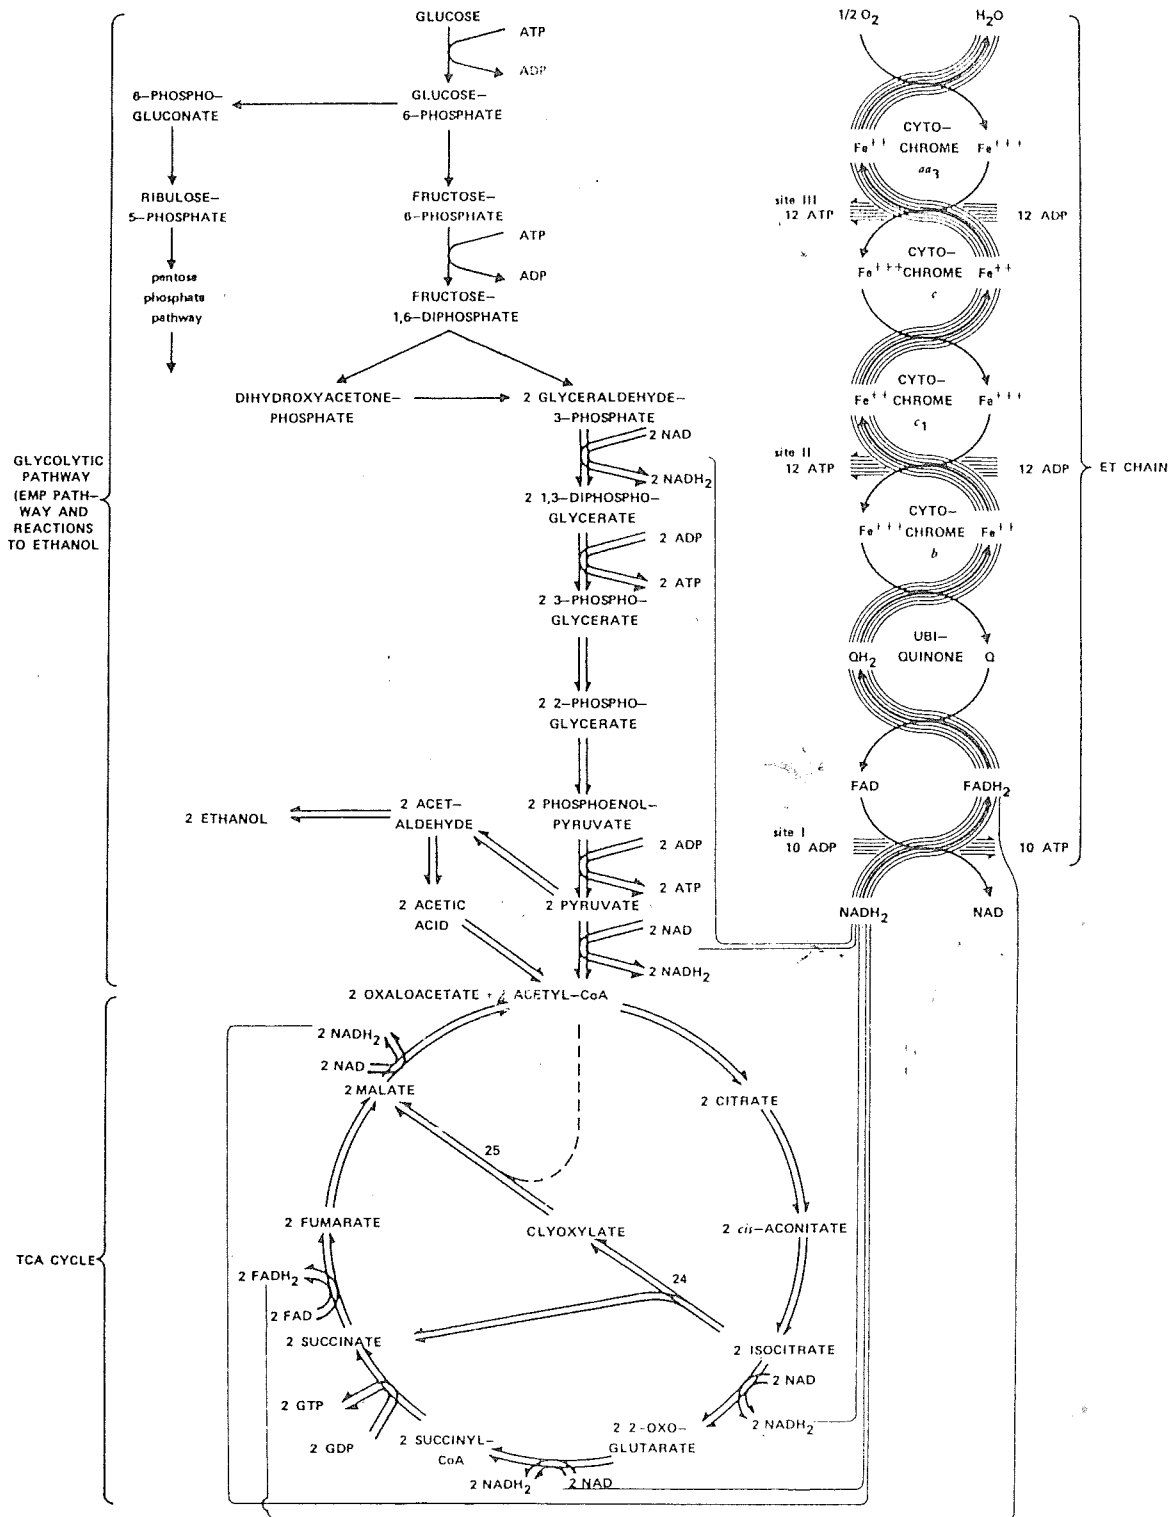 GLUCOSE
ATP
ADP
6-PHOSPHO-
GLUCONATE
GLUCOSE-
6-PHOSPHATE
RIBULOSE-
5-PHOSPHATE
FRUCTOSE-
6-PHOSPHATE
ATP
ADP
pentose
phosphate
pathway
FRUCTOSE-
1,6-DIPHOSPHATE
DIHYDROXYACETONE-
PHOSPHATE
2 GLYCERALDEHYDE-
3-PHOSPHATE
2 NAD
2 NADH2
GLYCOLYTIC
PATHWAY
(EMP PATH-
WAY AND
REACTIONS
TO ETHANOL
2 1,3-DIPHOSPHO-
GLYCERATE
2 ADP
2 ATP
2 3-PHOSPHO-
GLYCERATE
2 2-PHOSPHO-
GLYCERATE
2 ETHANOL
2 ACET-
ALDEHYDE
2 PHOSPHOENOL-
PYRUVATE
2 ADP
2 ATP
2 ACETIC
ACID
2 PYRUVATE
2 NAD
2 NADH2
2 OXALOACETATE + 2 ACETYL-CoA
2 NADH2
2 NAD
2 MALATE
2 CITRATE
25
2 FUMARATE
CLYOXYLATE
2 cis-ACONITATE
TCA CYCLE
2 FADH2
24
2 FAD
2 SUCCINATE
2 ISOCITRATE
2 NAD
2 GTP
2 NADH2
2 GDP
2 SUCCINYL-
CoA
2 2-OXO-
GLUTARATE
2 NADH2
2 NAD
1/2 O2
H2O
Fe++
CYTO-
CHROME
aa3
Fe+++
site III
12 ATP
12 ADP
Fe+++
CYTO-
CHROME
c
Fe++
Fe++
CYTO-
CHROME
c1
Fe+++
site II
12 ATP
12 ADP
ET CHAIN
Fe+++
CYTO-
CHROME
b
Fe++
QH2
UBI-
QUINONE
Q
FAD
FADH2
site I
10 ADP
10 ATP
NADH2
NAD